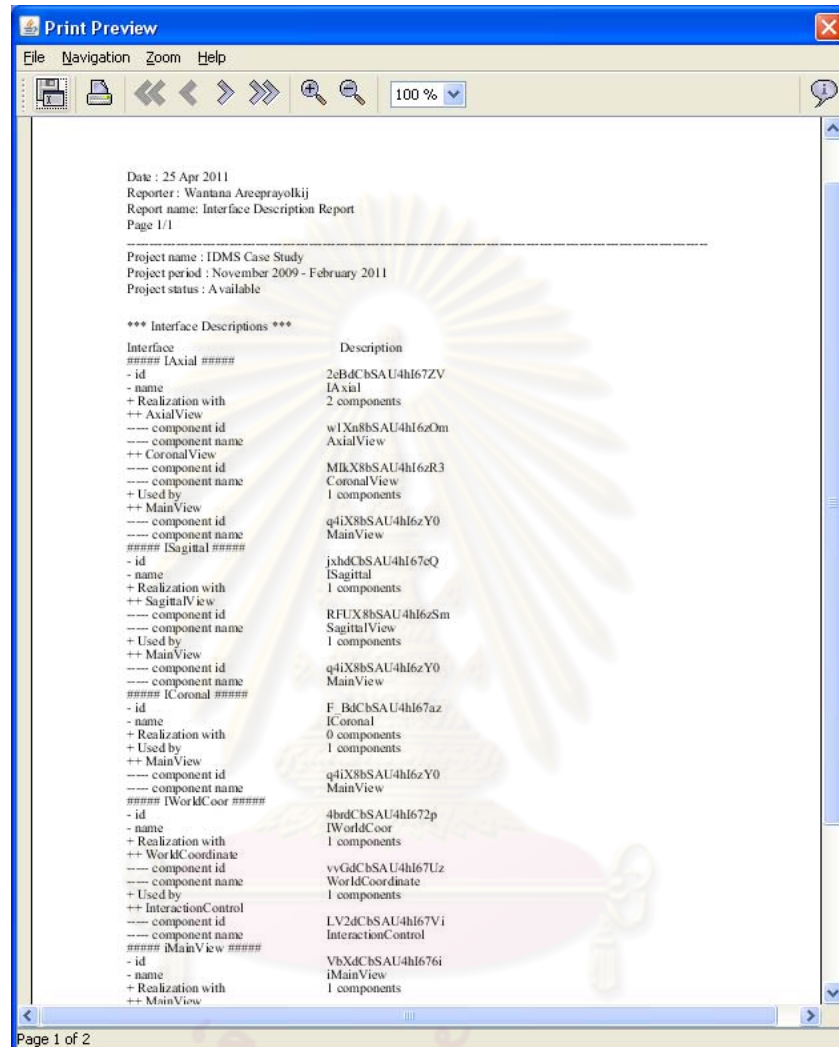 Print Preview
File Navigation Zoom Help
100 %
Date : 25 Apr 2011
Reporter : Wantana Areeprayolkij
Report name: Interface Description Report
Page 1/1
Project name : IDMS Case Study
Project period : November 2009 - February 2011
Project status : Available
*** Interface Descriptions ***
Interface Description
##### IAxial #####
- id 2eBdCbSAU4hI67ZV
- name IAxial
+ Realization with 2 components
++ AxialView
----- component id w1Xn8bSAU4hI6zOm
----- component name AxialView
++ CoronalView
----- component id MIkX8bSAU4hI6zR3
----- component name CoronalView
+ Used by 1 components
++ MainView
----- component id q4iX8bSAU4hI6zY0
----- component name MainView
##### ISagittal #####
- id jxhdCbSAU4hI67cQ
- name ISagittal
+ Realization with 1 components
++ SagittalView
----- component id RFUX8bSAU4hI6zSm
----- component name SagittalView
+ Used by 1 components
++ MainView
----- component id q4iX8bSAU4hI6zY0
----- component name MainView
##### ICoronal #####
- id F_BdCbSAU4hI67az
- name ICoronal
+ Realization with 0 components
+ Used by 1 components
++ MainView
----- component id q4iX8bSAU4hI6zY0
----- component name MainView
##### IWorldCoor #####
- id 4brdCbSAU4hI672p
- name IWorldCoor
+ Realization with 1 components
++ WorldCoordinate
----- component id vvGdCbSAU4hI67Uz
----- component name WorldCoordinate
+ Used by 1 components
++ InteractionControl
----- component id LV2dCbSAU4hI67Vi
----- component name InteractionControl
##### iMainView #####
- id VbXdCbSAU4hI676i
- name iMainView
+ Realization with 1 components
++ MainView
Page 1 of 2